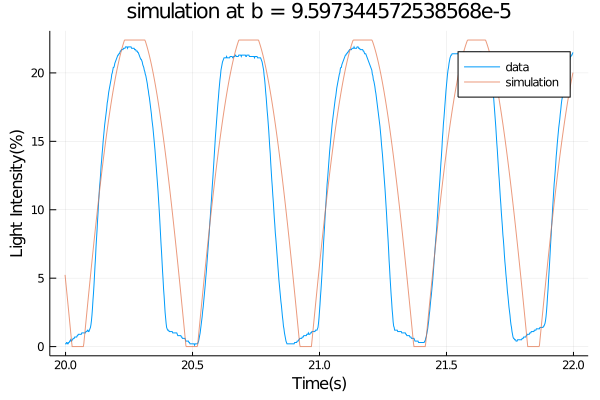 simulation at b = 9.597344572538568e-5
data
simulation
Light Intensity(%)
20
15
10
5
0
20.0 20.5 21.0 21.5 22.0
Time(s)